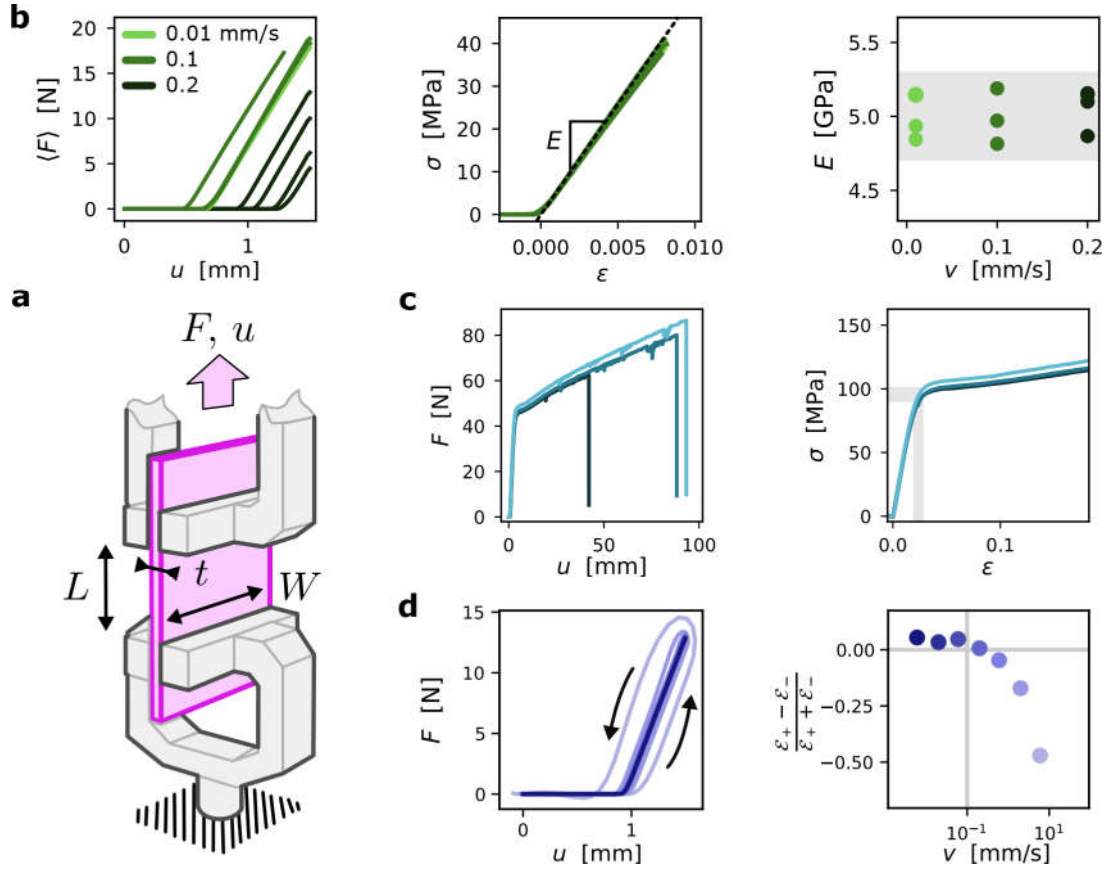 b
20
15
10
5
0
⟨F⟩ [N]
0.01 mm/s
0.1
0.2
0
1
u [mm]
40
30
20
10
0
σ [MPa]
E
0.000
0.005
0.010
ε
5.5
5.0
4.5
E [GPa]
0.0
0.1
0.2
v [mm/s]
a
F, u
L
t
W
c
80
60
40
20
0
F [N]
0
50
100
u [mm]
150
100
50
0
σ [MPa]
0.0
0.1
ε
d
15
10
5
0
F [N]
0
1
u [mm]
0.00
−0.25
−0.50
ℰ₊ − ℰ₋
ℰ₊ + ℰ₋
10⁻¹
10¹
v [mm/s]